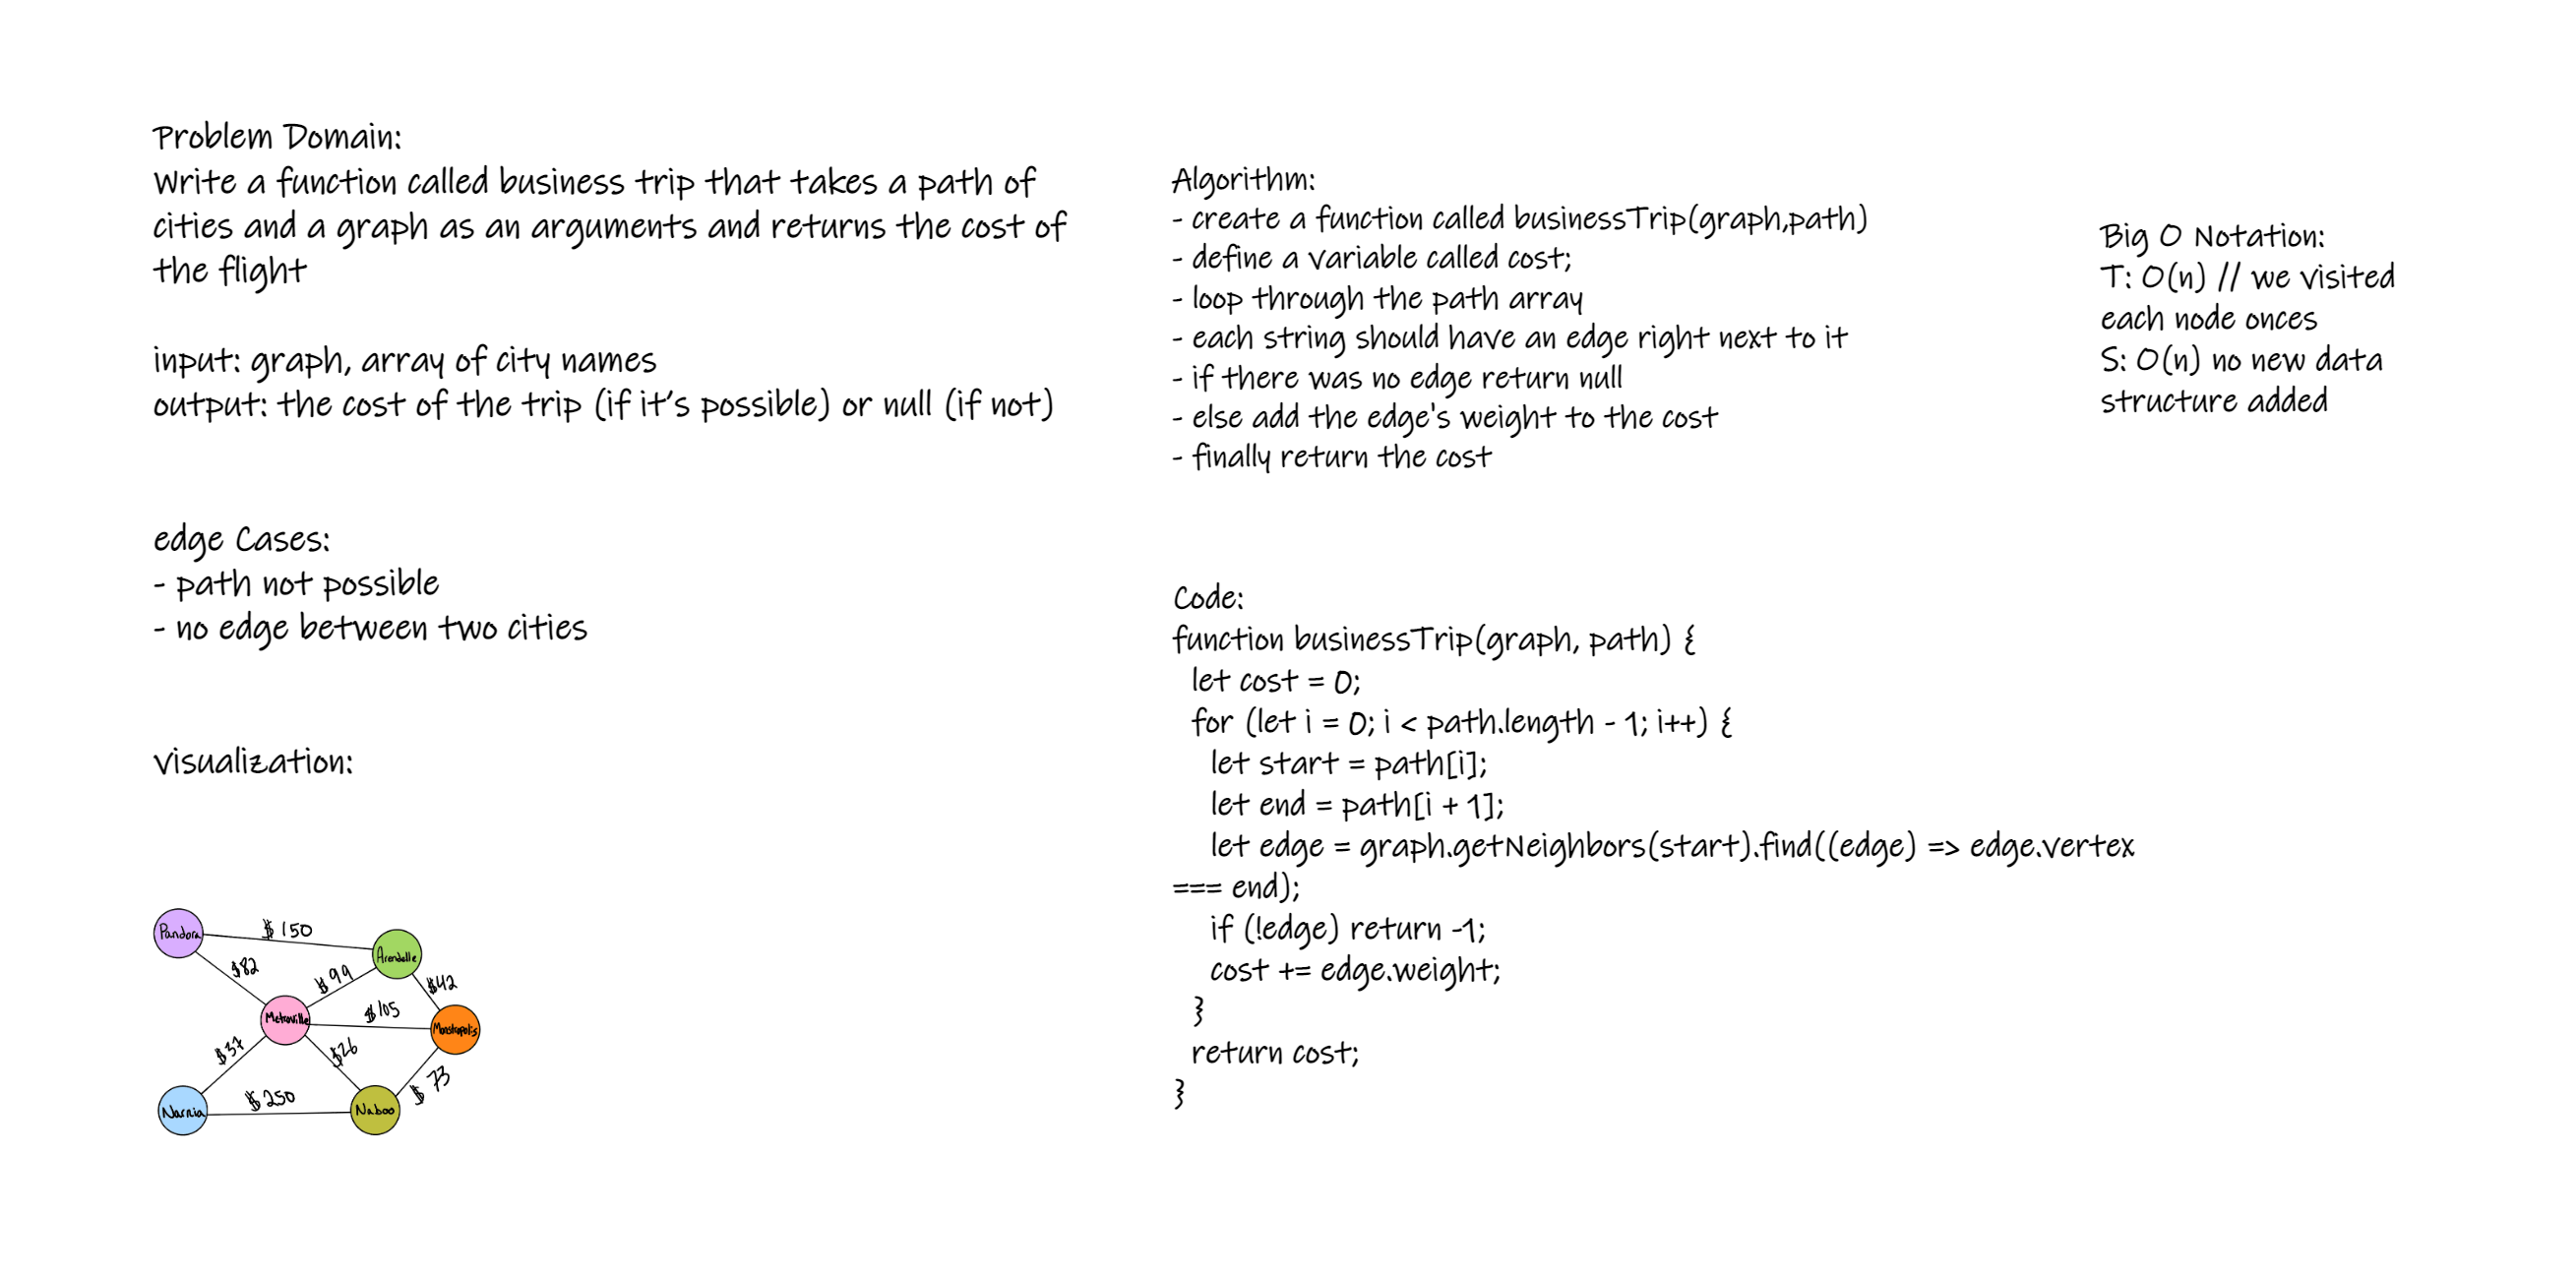 Problem Domain:
Write a function called business trip that takes a path of
cities and a graph as an arguments and returns the cost of
the flight
input: graph, array of city names
output: the cost of the trip (if it's possible) or null (if not)
edge Cases:
- path not possible
- no edge between two cities
visualization:
Pandora
$150
Arendelle
$82
$99
$42
Metroville
$105
Monstropolis
$37
$26
$73
Narnia
$250
Naboo
Algorithm:
- create a function called businessTrip(graph,path)
- define a variable called cost;
- loop through the path array
- each string should have an edge right next to it
- if there was no edge return null
- else add the edge's weight to the cost
- finally return the cost
Code:
function businessTrip(graph, path) {
let cost = 0;
for (let i = 0; i < path.length - 1; i++) {
let start = path[i];
let end = path[i + 1];
let edge = graph.getNeighbors(start).find((edge) => edge.vertex
=== end);
if (!edge) return -1;
cost += edge.weight;
}
return cost;
}
Big O Notation:
T: O(n) // we visited
each node onces
S: O(n) no new data
structure added